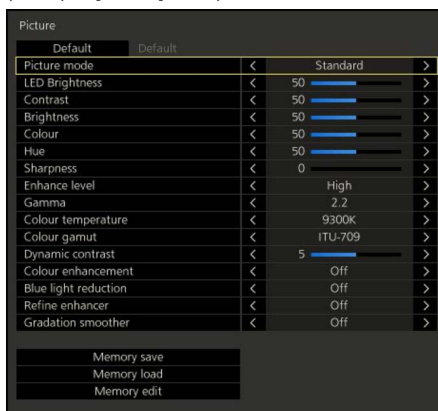 Picture
Default Default
Picture mode < Standard >
LED Brightness < 50 >
Contrast < 50 >
Brightness < 50 >
Colour < 50 >
Hue < 50 >
Sharpness < 0 >
Enhance level < High >
Gamma < 2.2 >
Colour temperature < 9300K >
Colour gamut < ITU-709 >
Dynamic contrast < 5 >
Colour enhancement < Off >
Blue light reduction < Off >
Refine enhancer < Off >
Gradation smoother < Off >
Memory save
Memory load
Memory edit